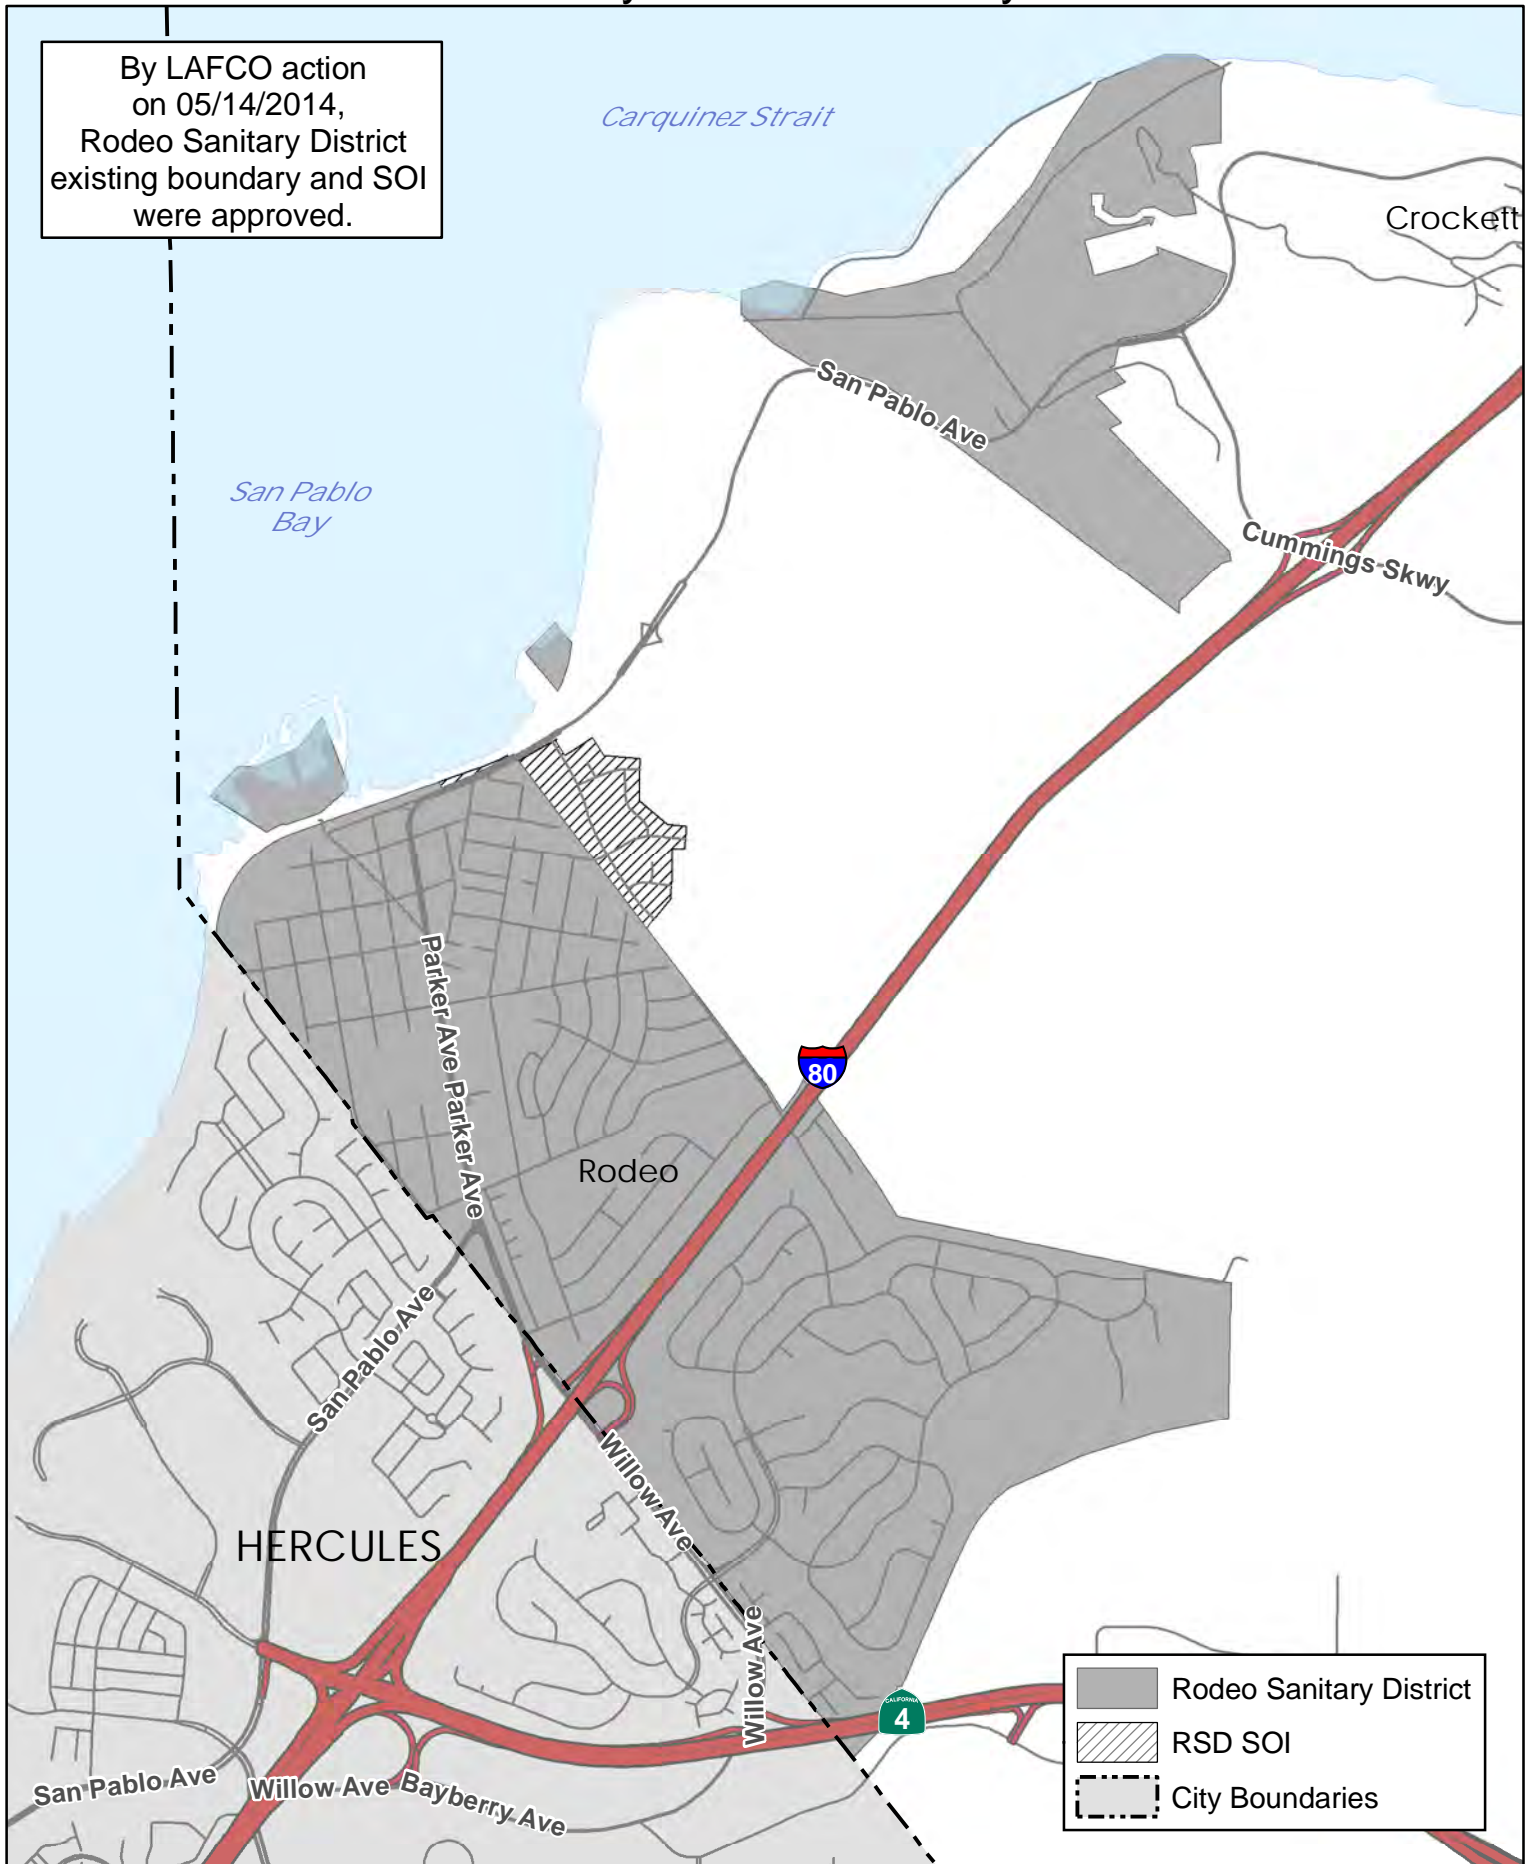 By LAFCO action
on 05/14/2014,
Rodeo Sanitary District
existing boundary and SOI
were approved.
Carquinez Strait
Crockett
San Pablo Ave
San Pablo
Bay
Cummings Skwy
80
Parker Ave
Parker Ave
Rodeo
San Pablo Ave
Willow Ave
HERCULES
Willow Ave
CALIFORNIA
4
San Pablo Ave
Willow Ave
Bayberry Ave
Rodeo Sanitary District
RSD SOI
City Boundaries